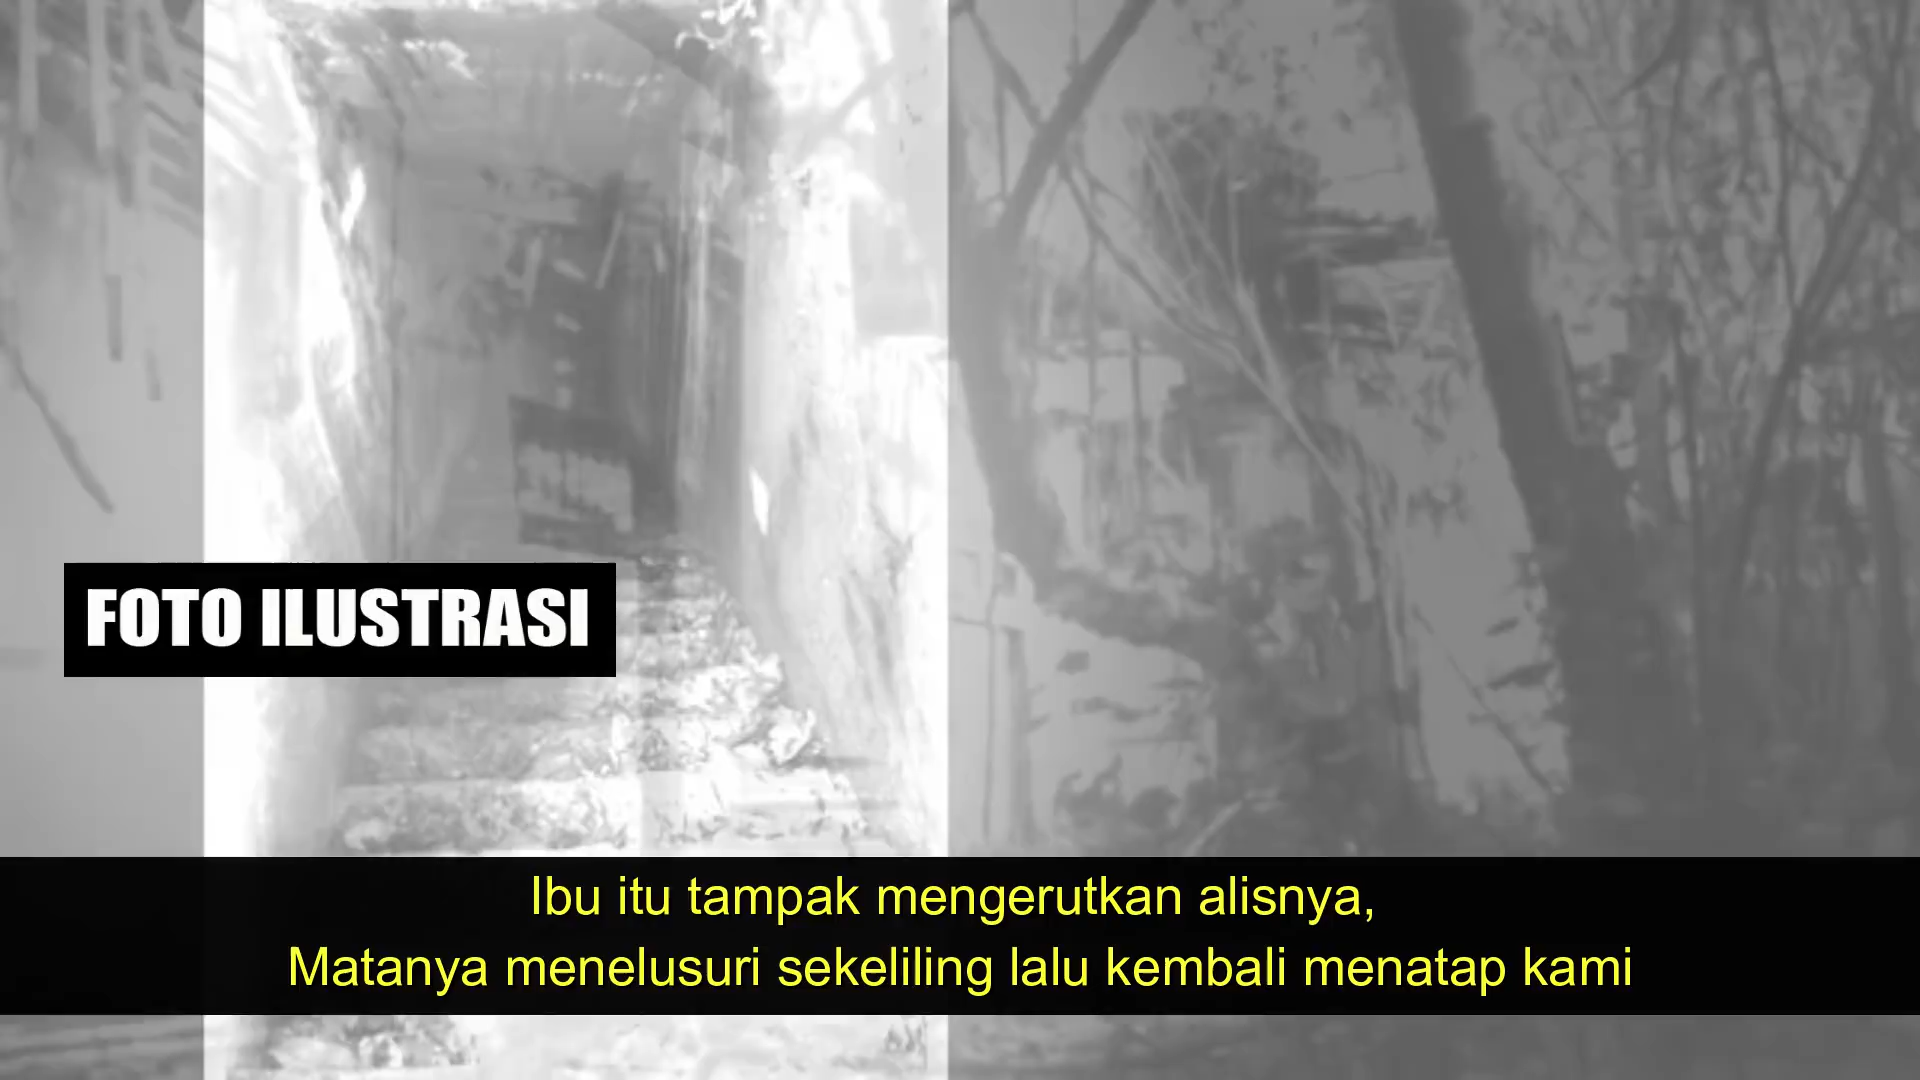 FOTO ILUSTRASI
Ibu itu tampak mengerutkan alisnya,
Matanya menelusuri sekeliling lalu kembali menatap kami